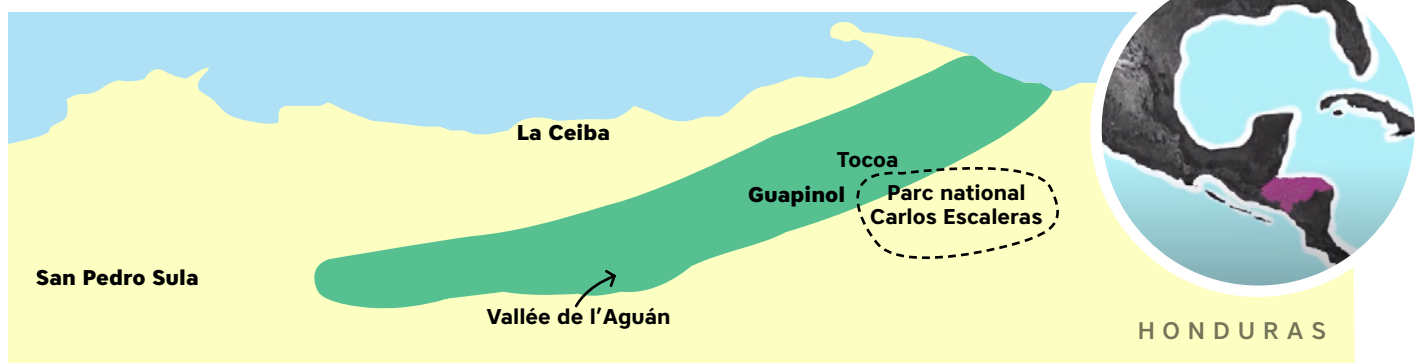 La Ceiba
Tocoa
Guapinol
Parc national
Carlos Escaleras
San Pedro Sula
Vallée de l'Aguán
HONDURAS